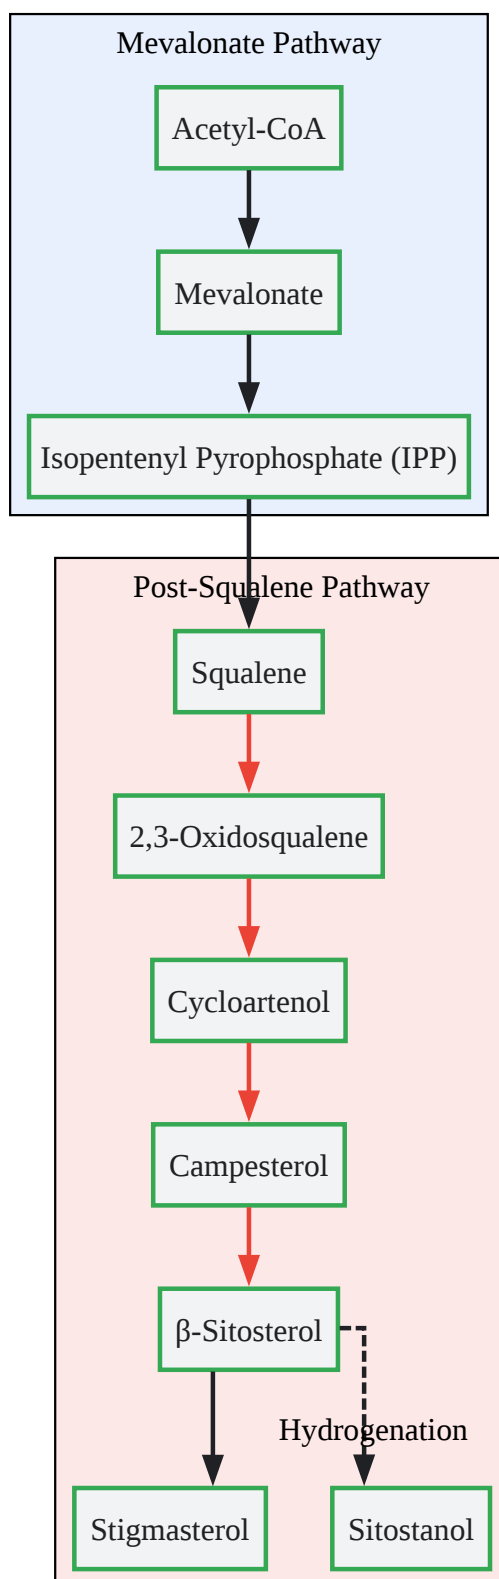 Mevalonate Pathway
Acetyl-CoA
Mevalonate
Isopentenyl Pyrophosphate (IPP)
Post-Squalene Pathway
Squalene
2,3-Oxidosqualene
Cycloartenol
Campesterol
β-Sitosterol
Hydrogenation
Stigmasterol
Sitostanol